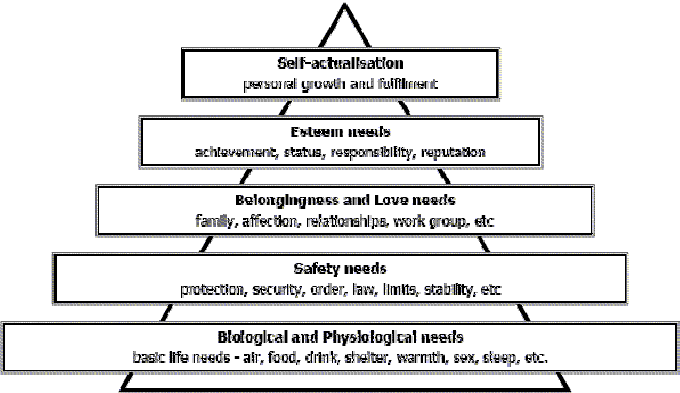 Self-actualisation
personal growth and fulfilment
Esteem needs
achievement, status, responsibility, reputation
Belongingness and Love needs
family, affection, relationships, work group, etc
Safety needs
protection, security, order, law, limits, stability, etc
Biological and Physiological needs
basic life needs - air, food, drink, shelter, warmth, sex, sleep, etc.